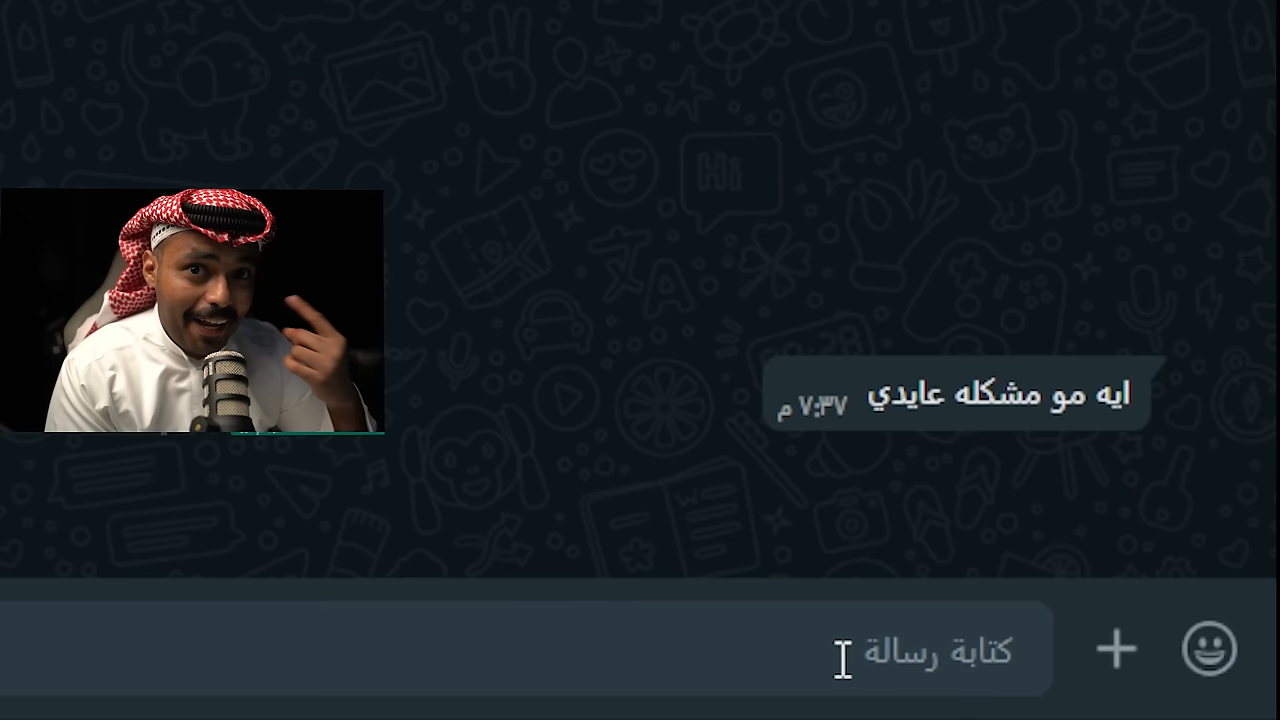 ايه مو مشكله عايدي
٧:٣٧ م
كتابة رسالة